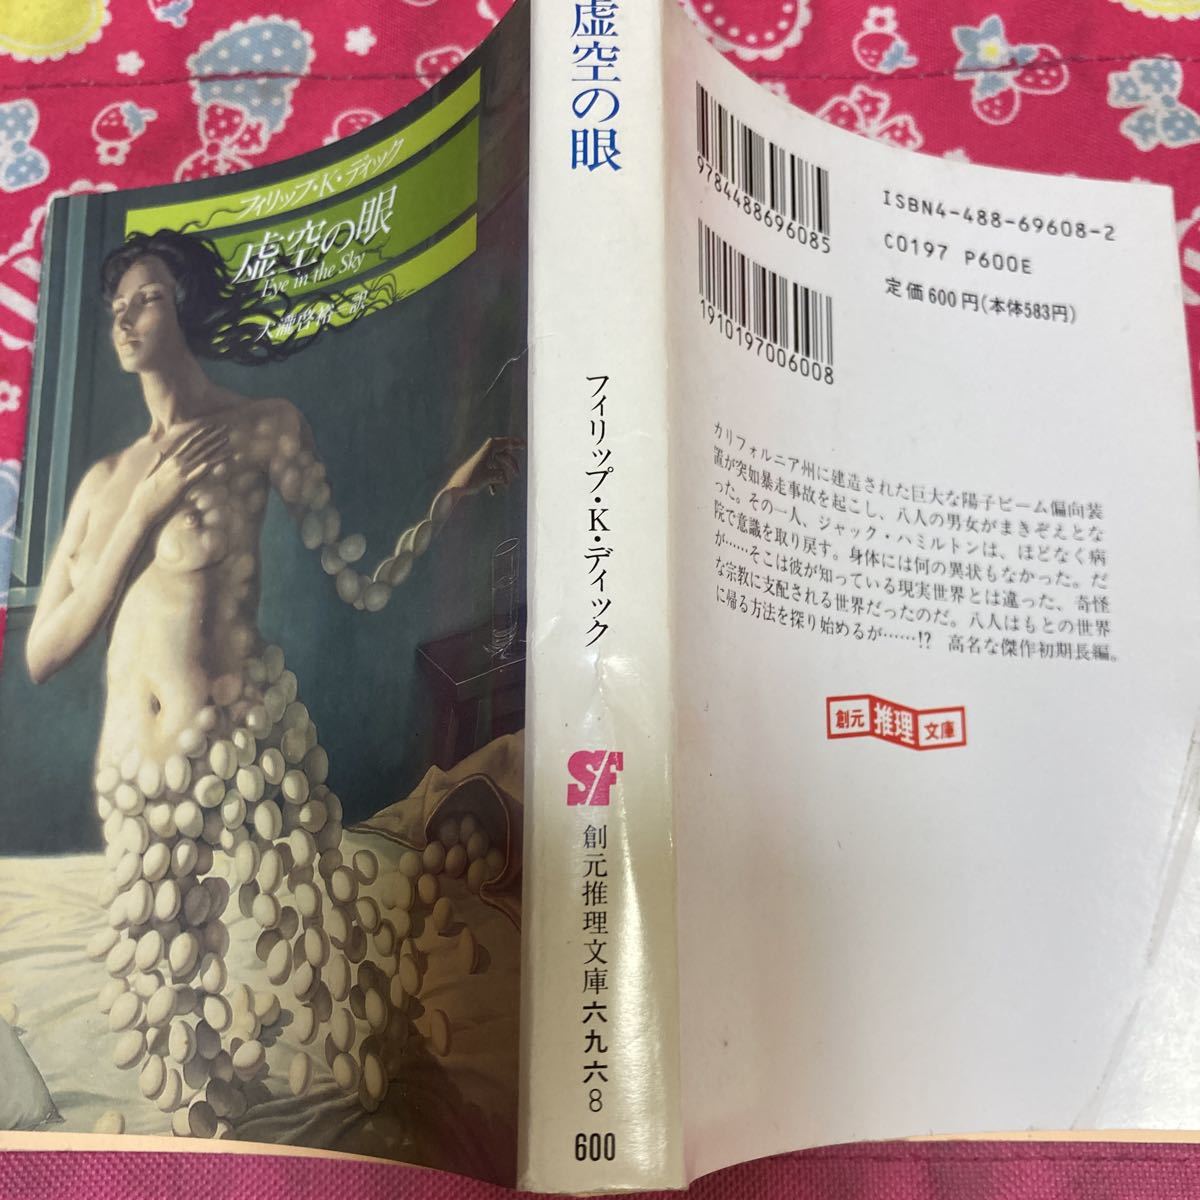 フィリップ・K・ディック
虚空の眼
Eye in the Sky
大瀧啓裕 訳
虚空の眼
フィリップ・K・ディック
SF
創元推理文庫 六九六8
600
9784488696085
1910197006008
ISBN4-488-69608-2
C0197 P600E
定価600円(本体583円)
カリフォルニア州に建造された巨大な陽子ビーム偏向装
置が突如暴走事故を起こし、八人の男女がまきぞえとな
った。その一人、ジャック・ハミルトンは、ほどなく病
院で意識を取り戻す。身体には何の異状もなかった。だ
が……そこは彼が知っている現実世界とは違った、奇怪
な宗教に支配される世界だったのだ。八人はもとの世界
に帰る方法を探り始めるが……!? 高名な傑作初期長編。
創元 推理 文庫